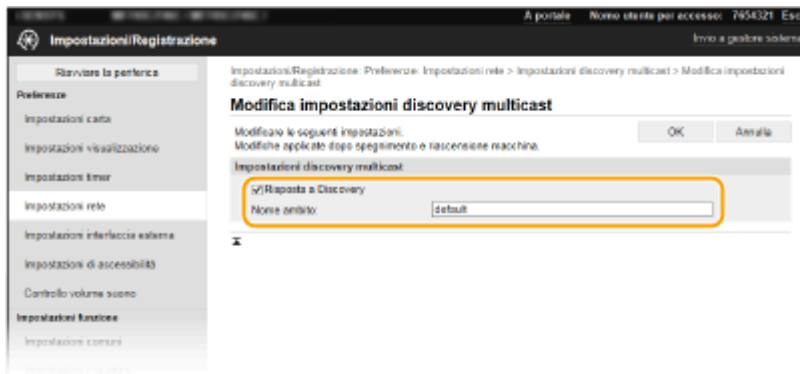 A portale Nome utente per accesso: 7654321 Esc
Impostazioni/Registrazione
Invio a gestore sistema
Riavviare la periferica
Preferenze
Impostazioni carta
Impostazioni visualizzazione
Impostazioni timer
Impostazioni rete
Impostazioni interfaccia esterna
Impostazioni di accessibilità
Controllo volume suono
Impostazioni funzione
Impostazioni comuni
Impostazioni/Registrazione: Preferenze: Impostazioni rete > Impostazioni discovery multicast > Modifica impostazioni
discovery multicast
Modifica impostazioni discovery multicast
Modificare le seguenti impostazioni.
Modifiche applicate dopo spegnimento e riaccensione macchina.
OK Annulla
Impostazioni discovery multicast
Risposta a Discovery
Nome ambito: default